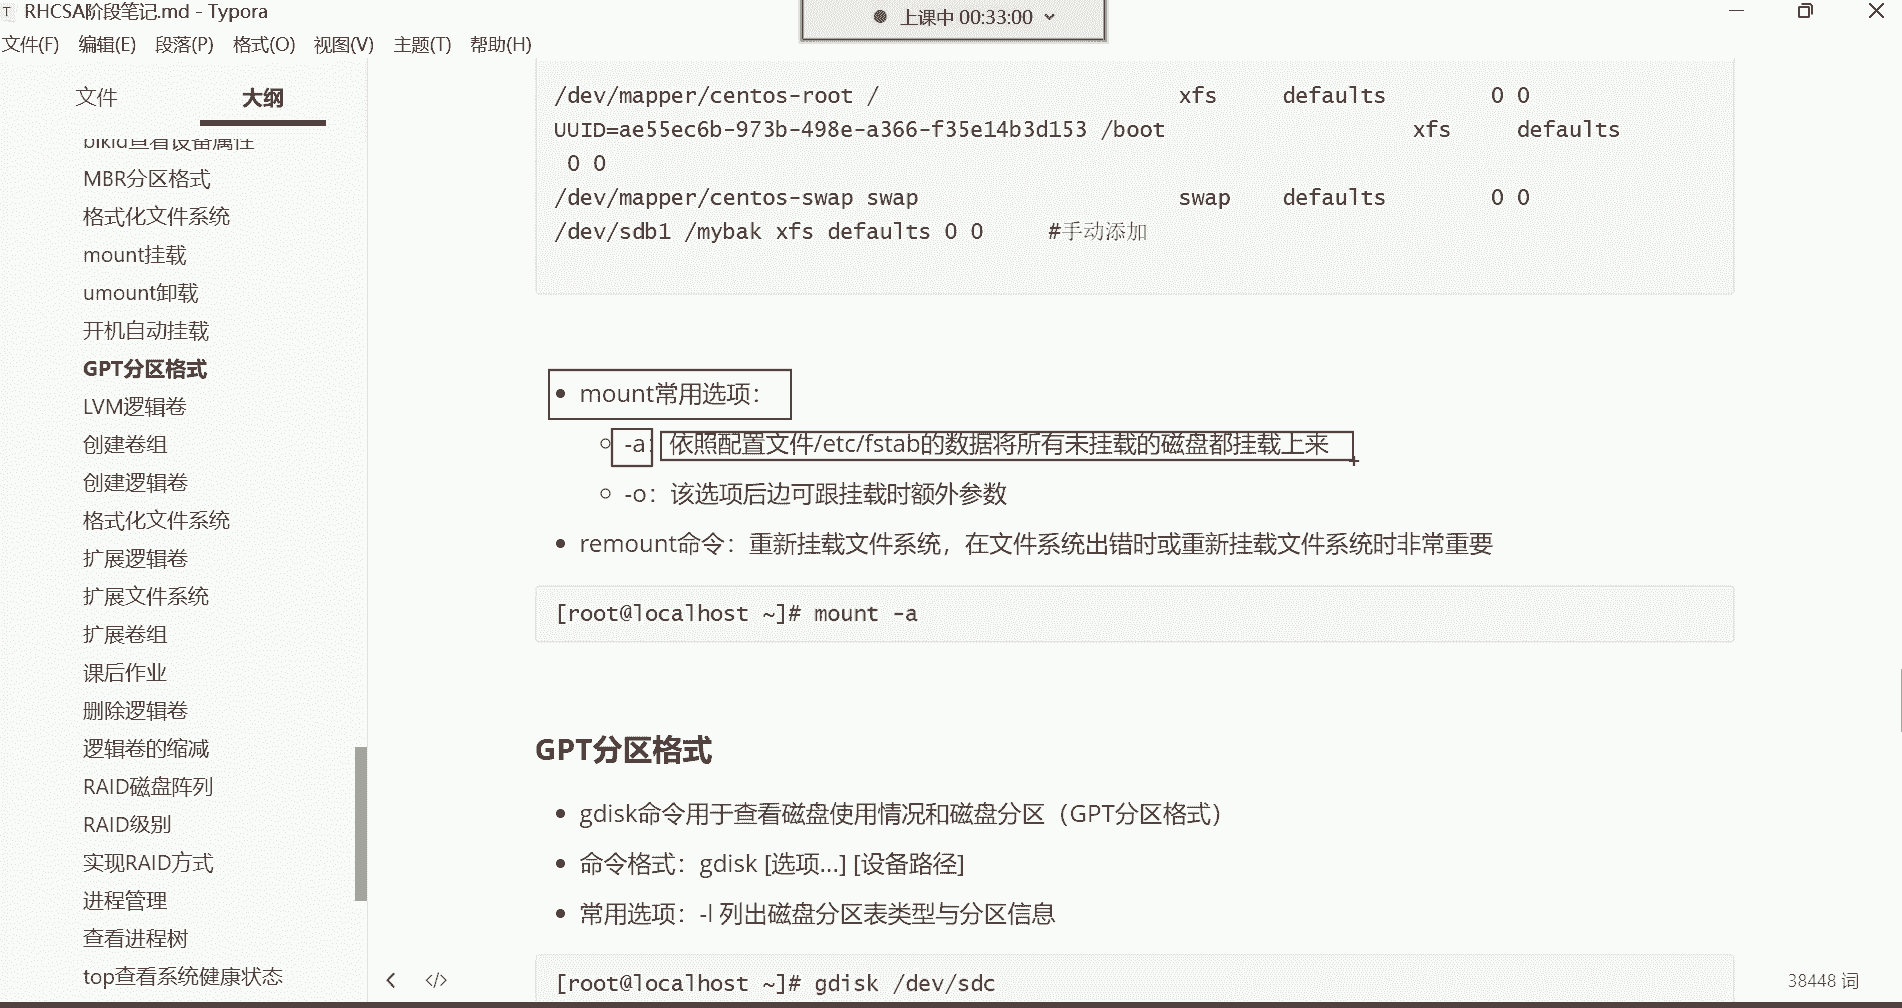 RHCSA阶段笔记.md - Typora
上课中 00:33:00
文件(F) 编辑(E) 段落(P) 格式(O) 视图(V) 主题(T) 帮助(H)
文件 大纲
blkid查看设备属性
MBR分区格式
格式化文件系统
mount挂载
umount卸载
开机自动挂载
GPT分区格式
LVM逻辑卷
创建卷组
创建逻辑卷
格式化文件系统
扩展逻辑卷
扩展文件系统
扩展卷组
课后作业
删除逻辑卷
逻辑卷的缩减
RAID磁盘阵列
RAID级别
实现RAID方式
进程管理
查看进程树
top查看系统健康状态
/dev/mapper/centos-root / xfs defaults 0 0
UUID=ae55ec6b-973b-498e-a366-f35e14b3d153 /boot xfs defaults
0 0
/dev/mapper/centos-swap swap swap defaults 0 0
/dev/sdb1 /mybak xfs defaults 0 0 #手动添加
mount常用选项：
-a: 依照配置文件/etc/fstab的数据将所有未挂载的磁盘都挂载上来
-o：该选项后边可跟挂载时额外参数
remount命令：重新挂载文件系统，在文件系统出错时或重新挂载文件系统时非常重要
[root@localhost ~]# mount -a
GPT分区格式
gdisk命令用于查看磁盘使用情况和磁盘分区（GPT分区格式）
命令格式：gdisk [选项...] [设备路径]
常用选项：-l 列出磁盘分区表类型与分区信息
[root@localhost ~]# gdisk /dev/sdc
38448 词